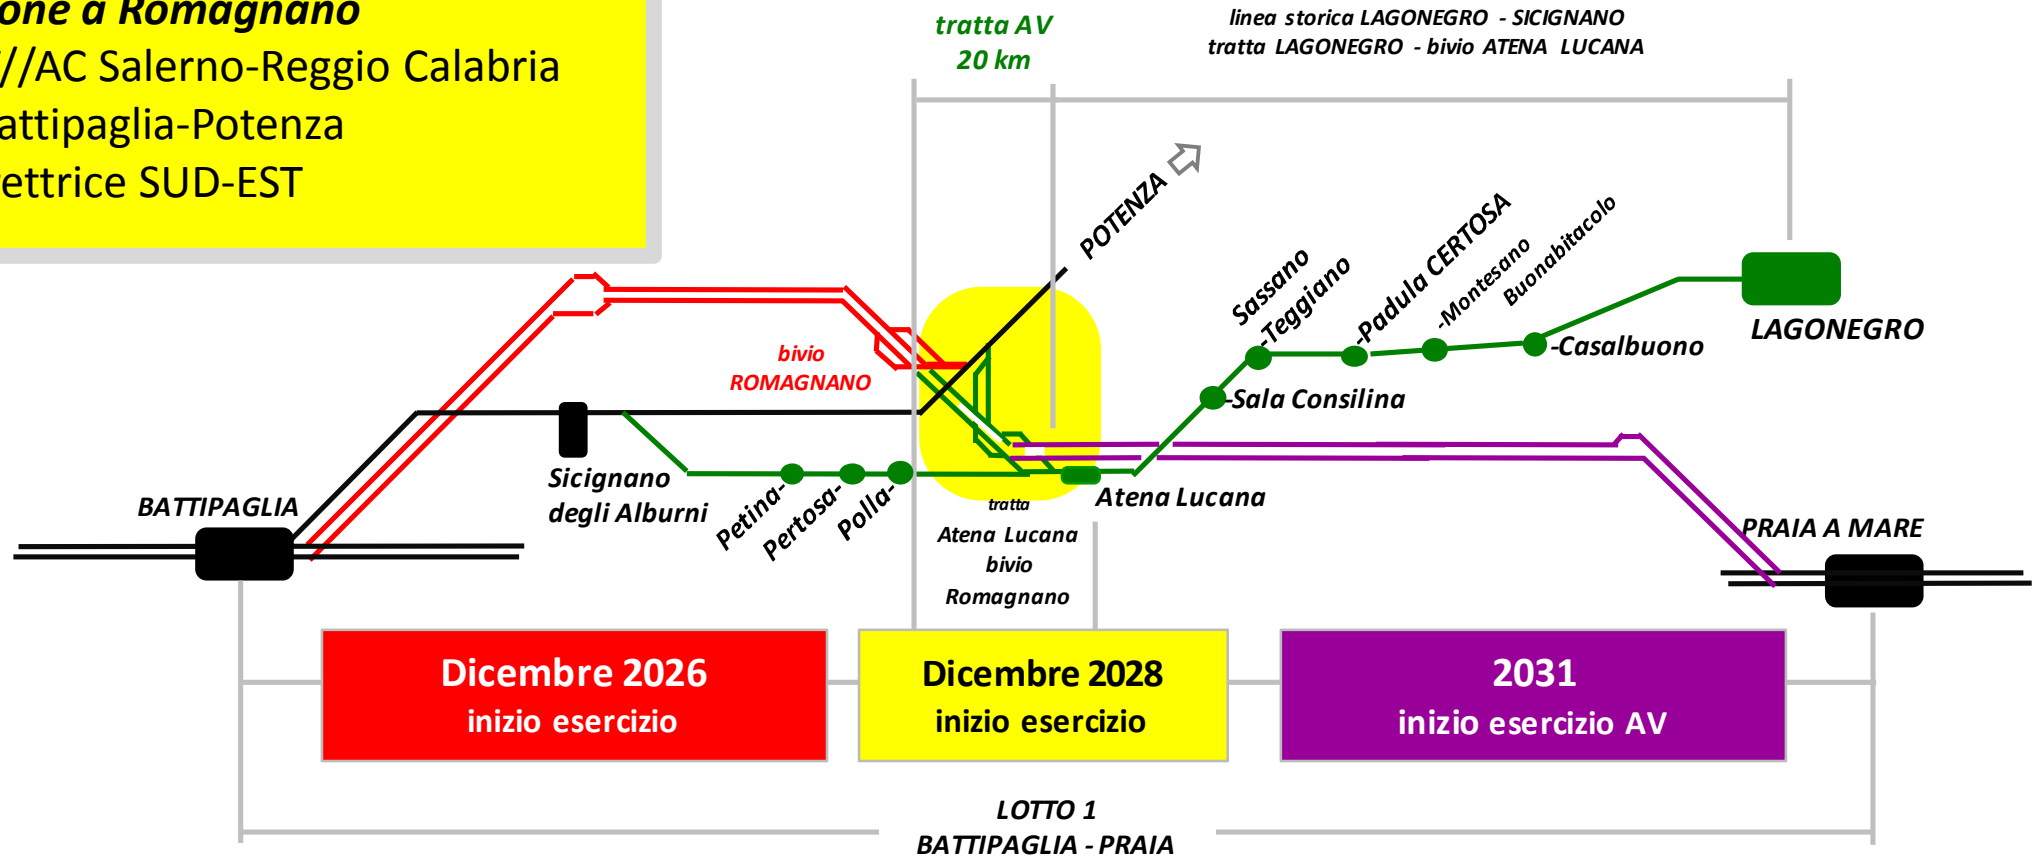 one a Romagnano
//AC Salerno-Reggio Calabria
attipaglia-Potenza
ettrice SUD-EST
tratta AV
20 km
linea storica LAGONEGRO - SICIGNANO
tratta LAGONEGRO - bivio ATENA LUCANA
POTENZA
Sassano
-Teggiano
-Padula CERTOSA
-Montesano
Buonabitacolo
-Casalbuono
LAGONEGRO
bivio
ROMAGNANO
-Sala Consilina
Sicignano
degli Alburni
Petina-
Pertosa-
Polla-
Atena Lucana
BATTIPAGLIA
tratta
Atena Lucana
bivio
Romagnano
PRAIA A MARE
Dicembre 2026
inizio esercizio
Dicembre 2028
inizio esercizio
2031
inizio esercizio AV
LOTTO 1
BATTIPAGLIA - PRAIA